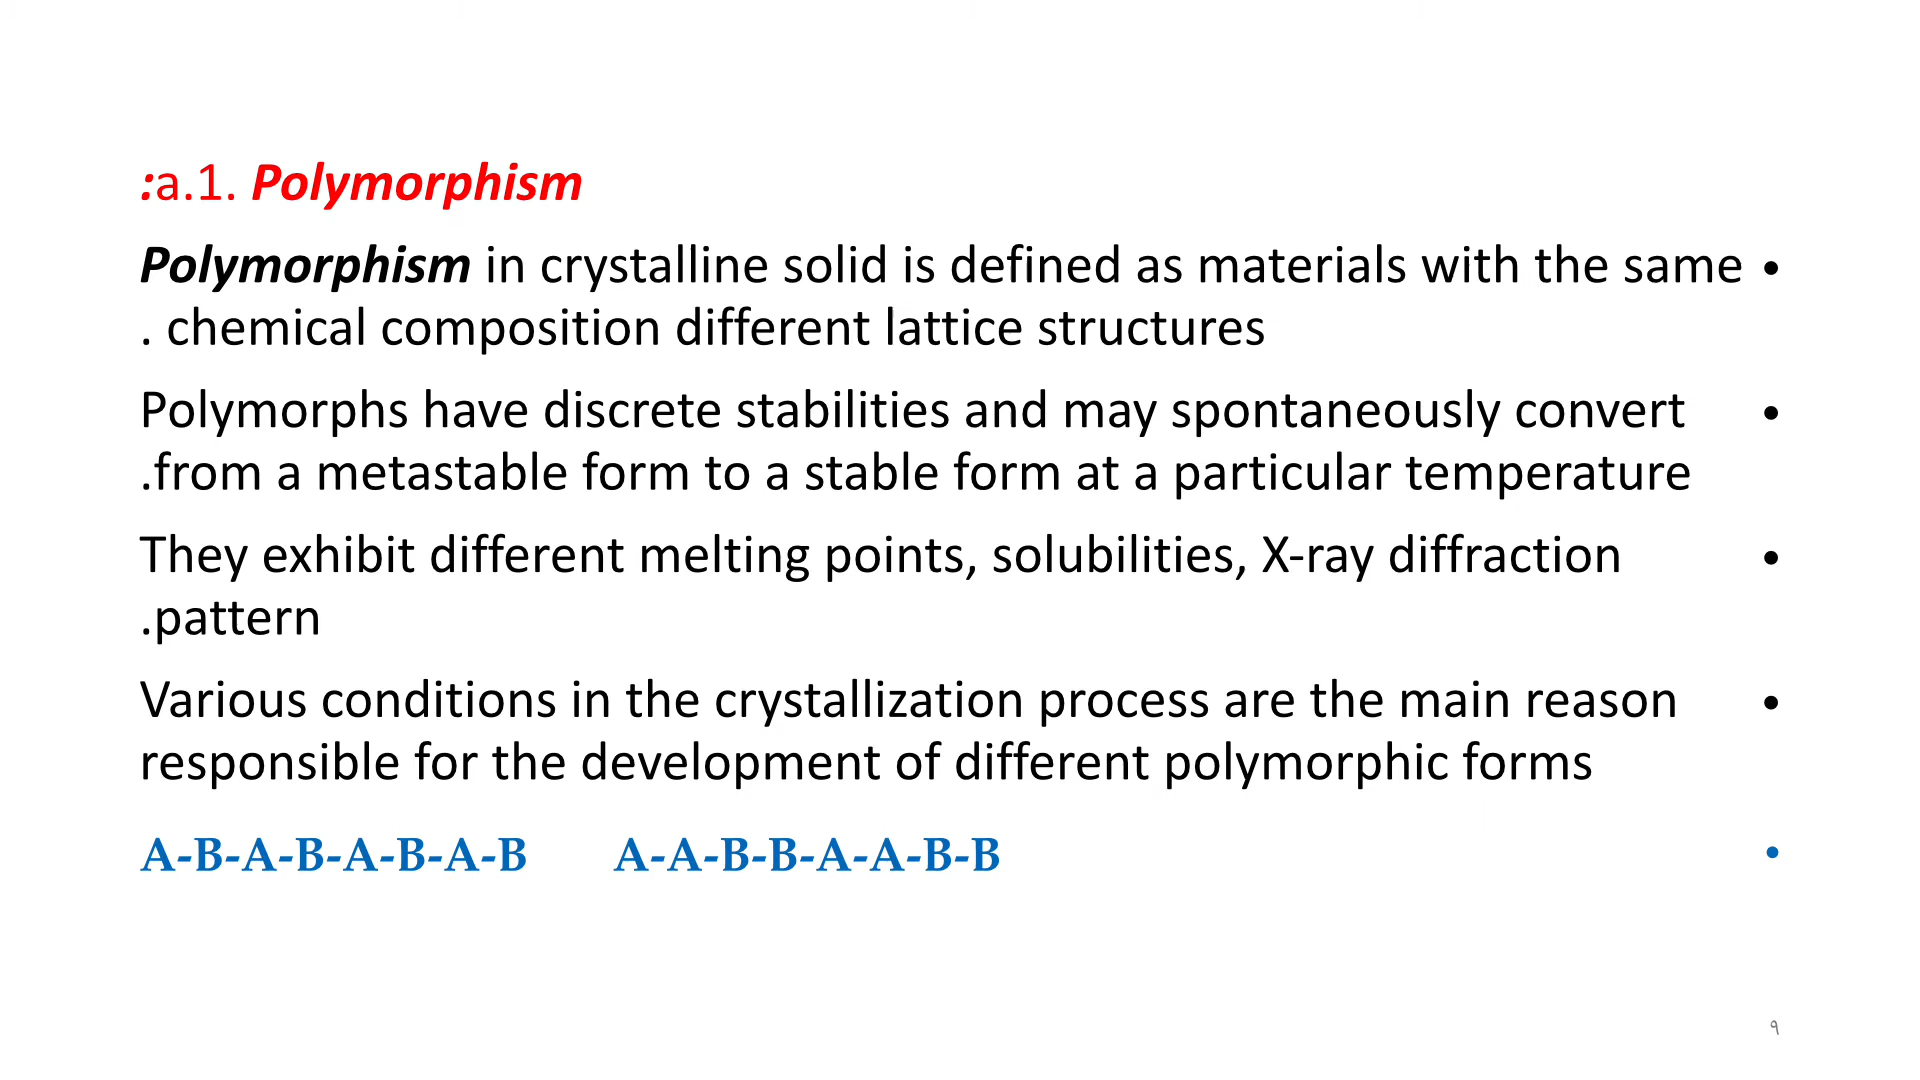 :a.1. Polymorphism
Polymorphism in crystalline solid is defined as materials with the same •
. chemical composition different lattice structures
Polymorphs have discrete stabilities and may spontaneously convert •
.from a metastable form to a stable form at a particular temperature
They exhibit different melting points, solubilities, X-ray diffraction •
.pattern
Various conditions in the crystallization process are the main reason •
responsible for the development of different polymorphic forms
A-B-A-B-A-B-A-B A-A-B-B-A-A-B-B •
٩